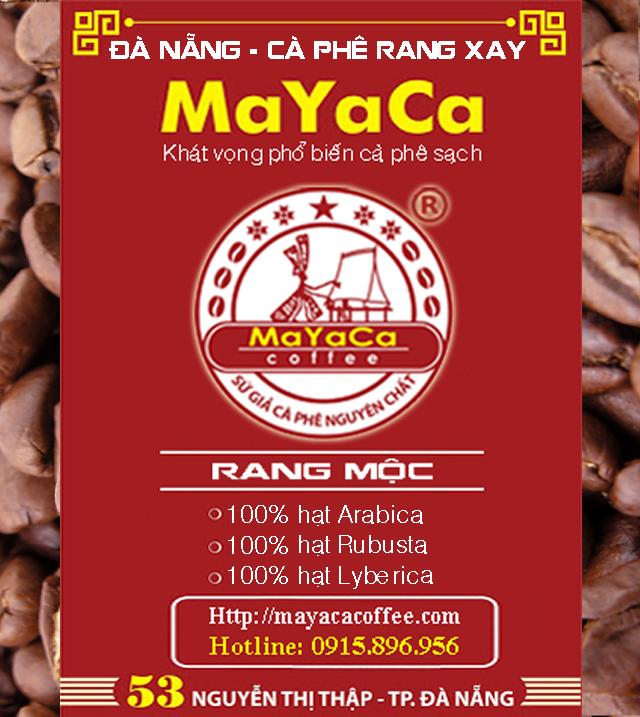 ĐÀ NẴNG - CÀ PHÊ RANG XAY
MaYaCa
Khát vọng phổ biến cà phê sạch
®
MaYaCa
coffee
SỨ GIẢ CÀ PHÊ NGUYÊN CHẤT
RANG MỘC
100% hạt Arabica
100% hạt Rubusta
100% hạt Lyberica
Http://mayacacoffee.com
Hotline: 0915.896.956
53 NGUYỄN THỊ THẬP - TP. ĐÀ NẴNG